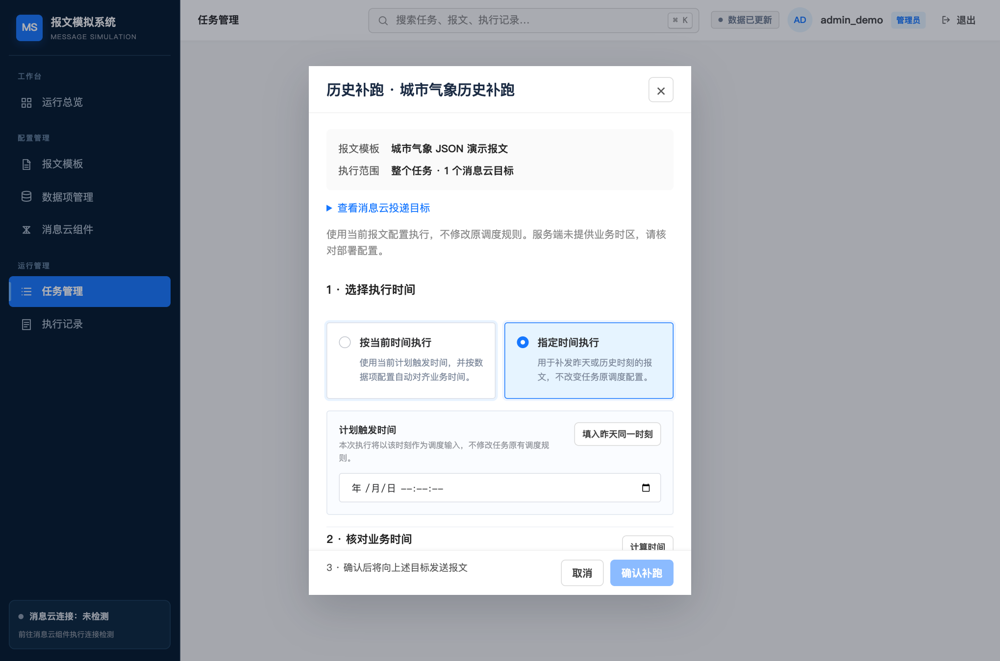 MS
报文模拟系统
MESSAGE SIMULATION
工作台
运行总览
配置管理
报文模板
数据项管理
消息云组件
运行管理
任务管理
执行记录
消息云连接：未检测
前往消息云组件执行连接检测
任务管理
搜索任务、报文、执行记录...
⌘ K
数据已更新
AD
admin_demo
管理员
退出
历史补跑 · 城市气象历史补跑
报文模板 城市气象 JSON 演示报文
执行范围 整个任务 · 1 个消息云目标
查看消息云投递目标
使用当前报文配置执行，不修改原调度规则。服务端未提供业务时区，请核
对部署配置。
1 · 选择执行时间
按当前时间执行
使用当前计划触发时间，并按数
据项配置自动对齐业务时间。
指定时间执行
用于补发昨天或历史时刻的报
文，不改变任务原调度配置。
计划触发时间
填入昨天同一时刻
本次执行将以该时刻作为调度输入，不修改任务原有调度规
则。
年 /月/日 --:--:--
2 · 核对业务时间
计算时间
3 · 确认后将向上述目标发送报文
取消
确认补跑